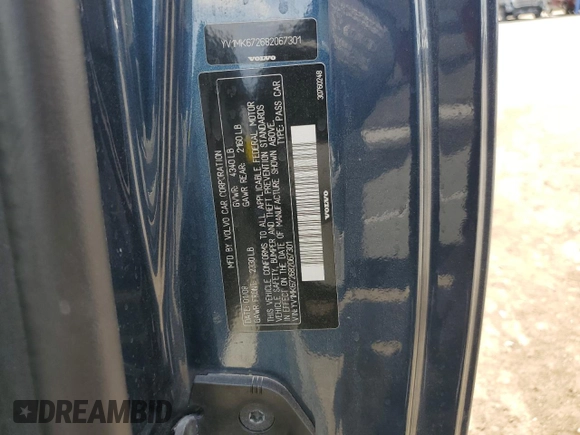 YV1MK672682067301
VOLVO
MFD BY VOLVO CAR CORPORATION
GVWR: 4340 LB
GAWR FRONT: 2330 LB
GAWR REAR: 2160 LB
THIS VEHICLE CONFORMS TO ALL APPLICABLE FEDERAL MOTOR
VEHICLE SAFETY, BUMPER AND THEFT PREVENTION STANDARDS
IN EFFECT ON THE DATE OF MANUFACTURE SHOWN ABOVE.
VIN: YV1MK672682067301 TYPE: PASS CAR
VOLVO
30760248
DREAMBID